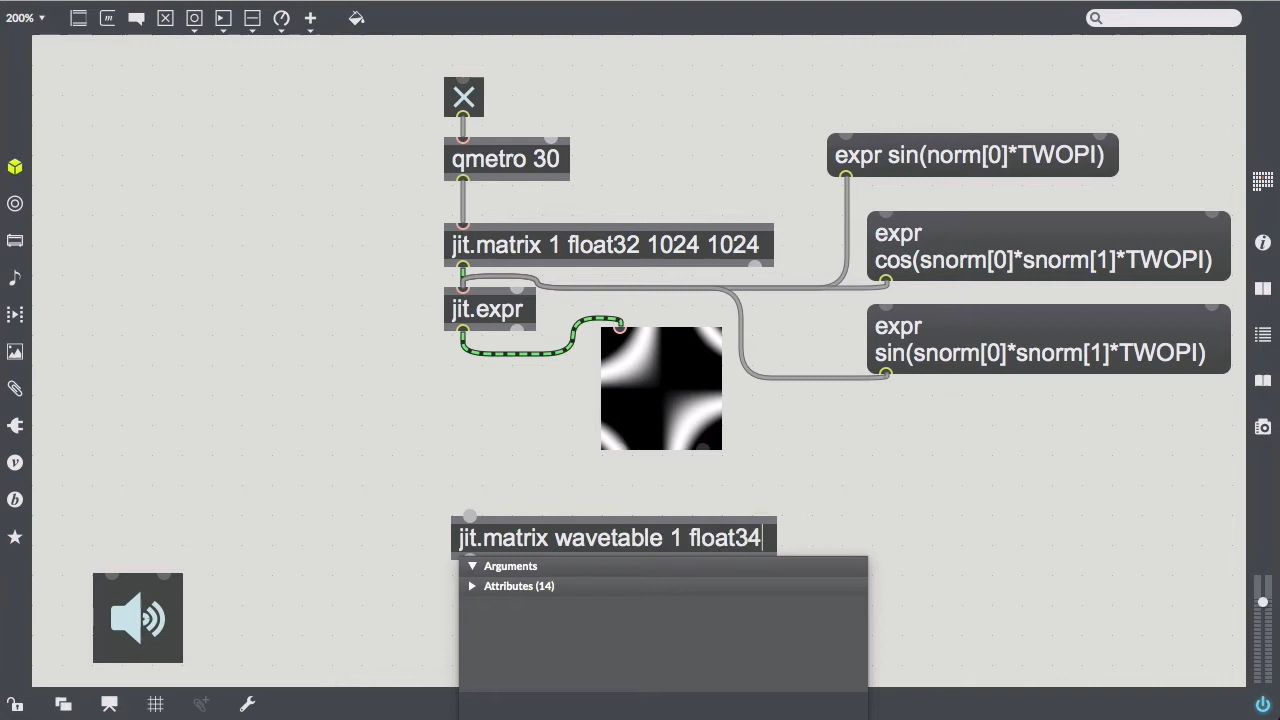 200%
qmetro 30
expr sin(norm[0]*TWOPI)
jit.matrix 1 float32 1024 1024
expr
cos(snorm[0]*snorm[1]*TWOPI)
jit.expr
expr
sin(snorm[0]*snorm[1]*TWOPI)
jit.matrix wavetable 1 float34
Arguments
Attributes (14)